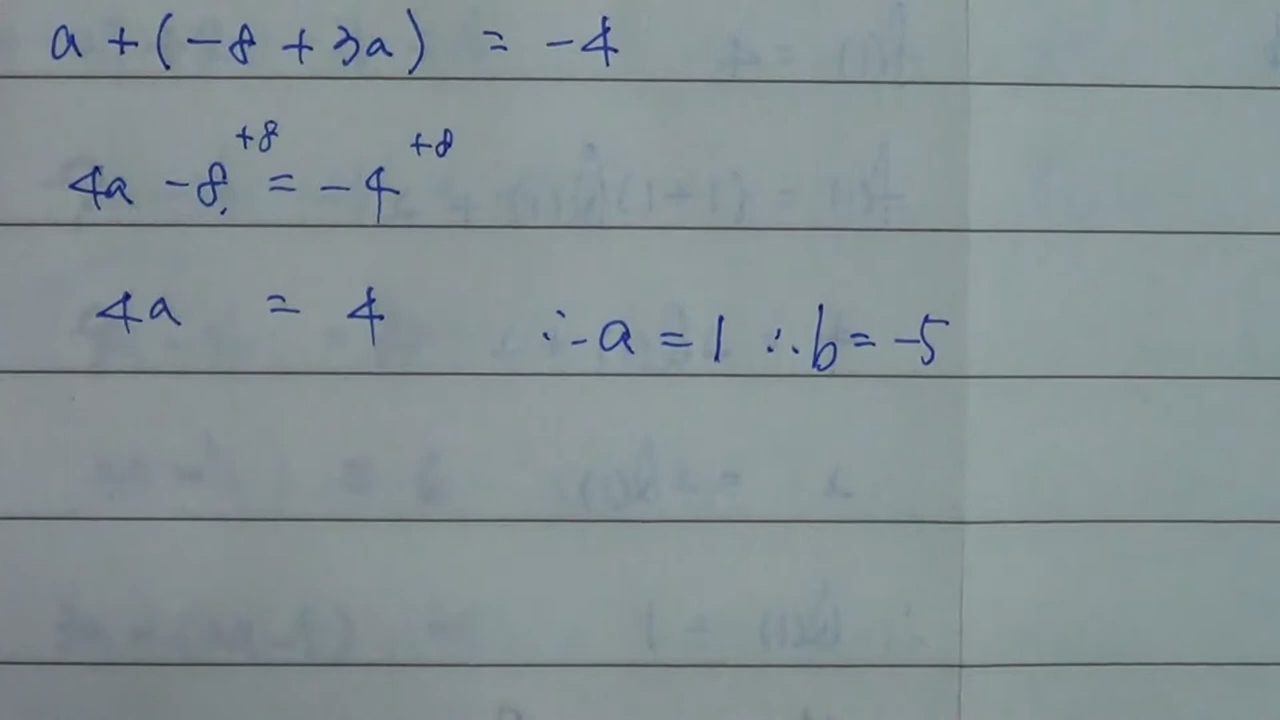 a + (-8 + 3a) = -4
+8 +8
4a - 8 = -4
4a = 4 ∴ a = 1 ∴ b = -5